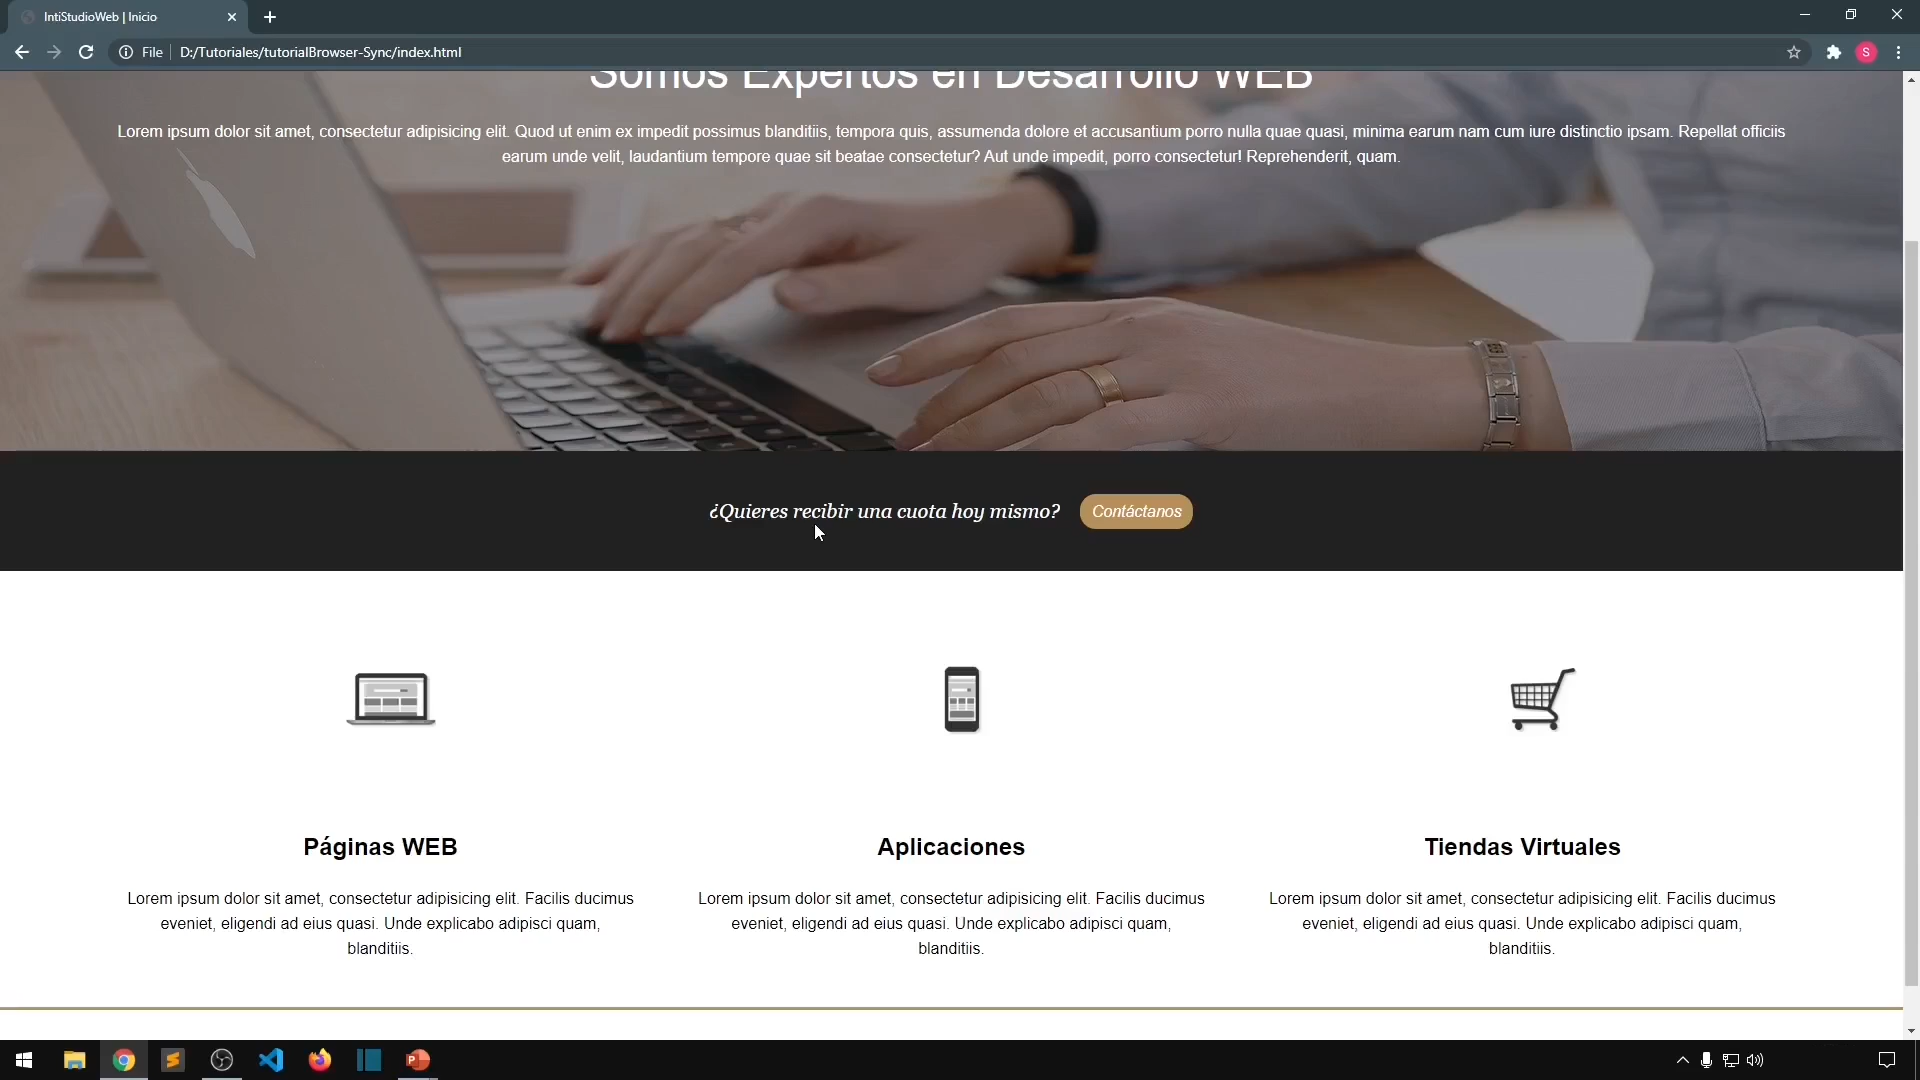 IntiStudioWeb | Inicio
File
D:/Tutoriales/tutorialBrowser-Sync/index.html
S
Somos Expertos en Desarrollo WEB
Lorem ipsum dolor sit amet, consectetur adipisicing elit. Quod ut enim ex impedit possimus blanditiis, tempora quis, assumenda dolore et accusantium porro nulla quae quasi, minima earum nam cum iure distinctio ipsam. Repellat officiis
earum unde velit, laudantium tempore quae sit beatae consectetur? Aut unde impedit, porro consectetur! Reprehenderit, quam.
¿Quieres recibir una cuota hoy mismo?
Contáctanos
Páginas WEB
Lorem ipsum dolor sit amet, consectetur adipisicing elit. Facilis ducimus
eveniet, eligendi ad eius quasi. Unde explicabo adipisci quam,
blanditiis.
Aplicaciones
Lorem ipsum dolor sit amet, consectetur adipisicing elit. Facilis ducimus
eveniet, eligendi ad eius quasi. Unde explicabo adipisci quam,
blanditiis.
Tiendas Virtuales
Lorem ipsum dolor sit amet, consectetur adipisicing elit. Facilis ducimus
eveniet, eligendi ad eius quasi. Unde explicabo adipisci quam,
blanditiis.